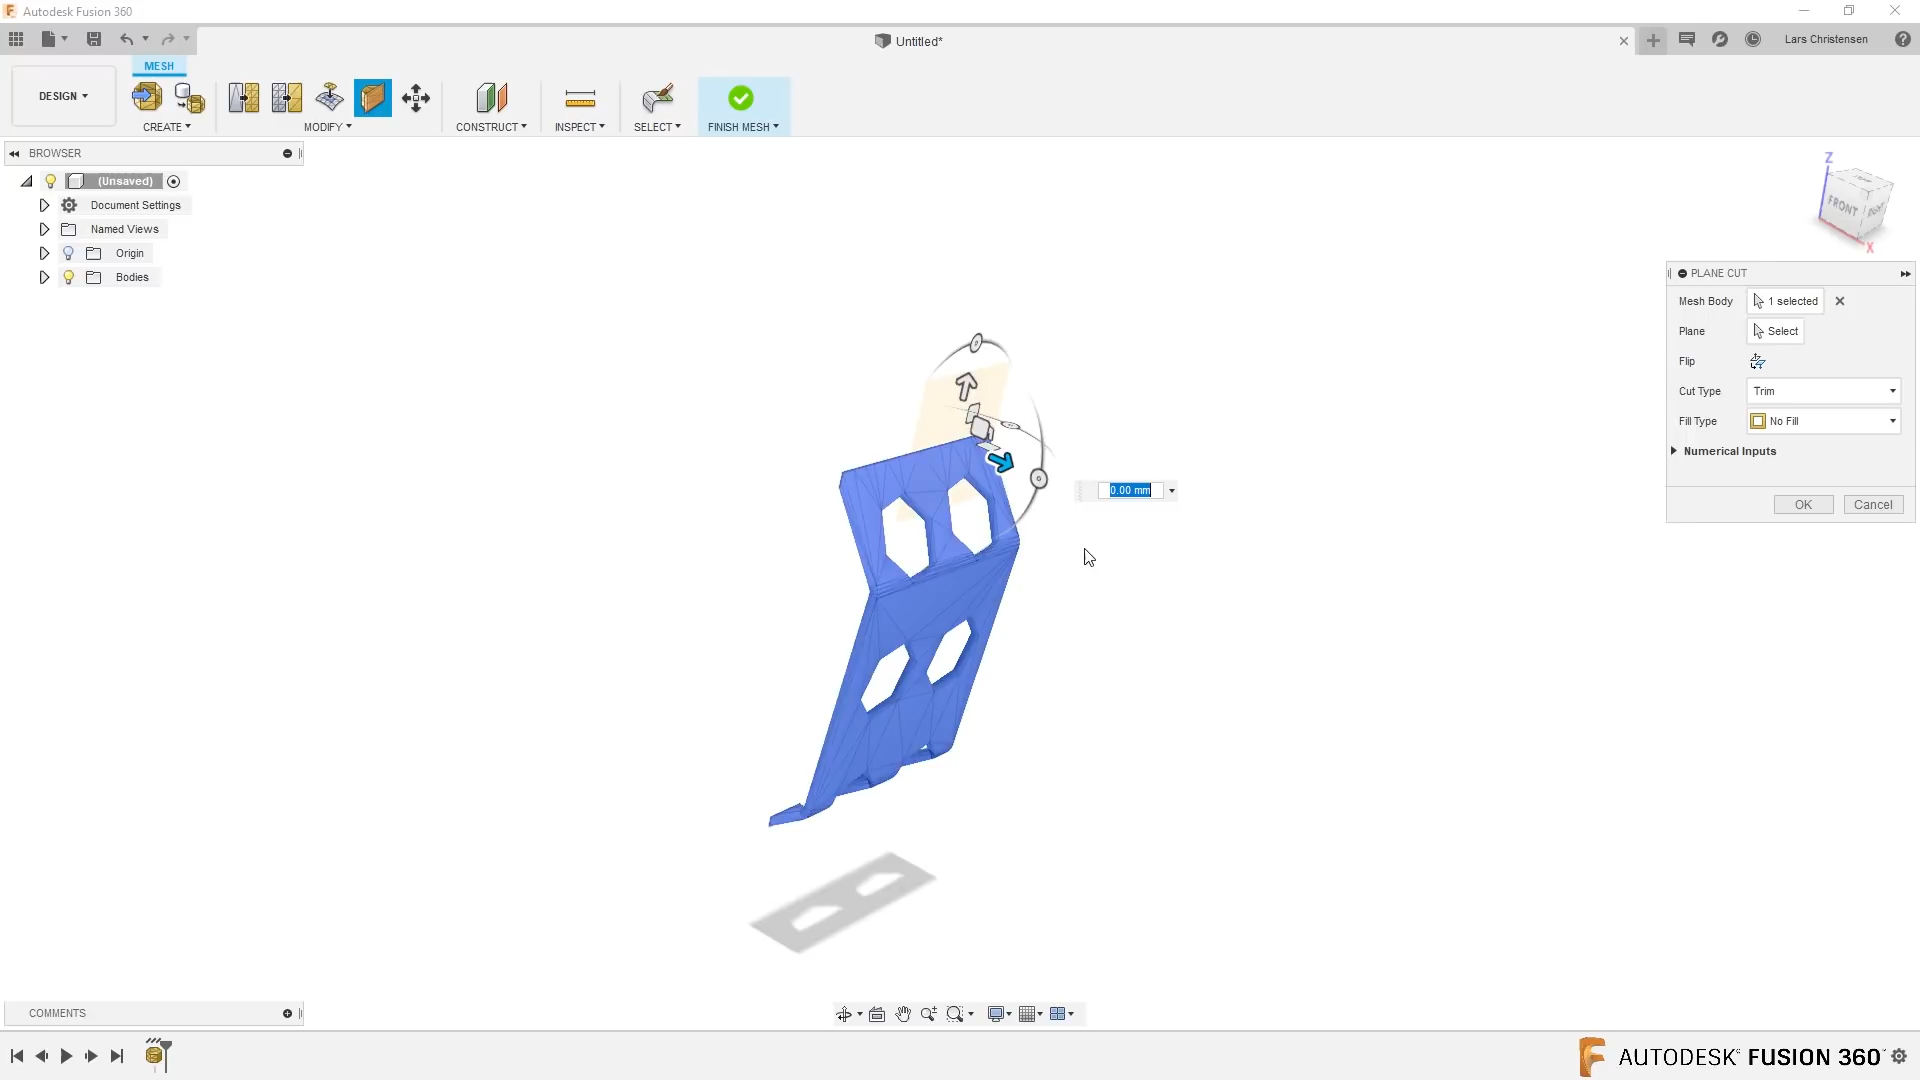 Autodesk Fusion 360
Untitled*
Lars Christensen
MESH
DESIGN
CREATE
MODIFY
CONSTRUCT
INSPECT
SELECT
FINISH MESH
BROWSER
(Unsaved)
Document Settings
Named Views
Origin
Bodies
Z
FRONT
RIGHT
X
PLANE CUT
Mesh Body
1 selected
Plane
Select
Flip
Cut Type
Trim
Fill Type
No Fill
Numerical Inputs
OK
Cancel
0.00 mm
COMMENTS
AUTODESK FUSION 360